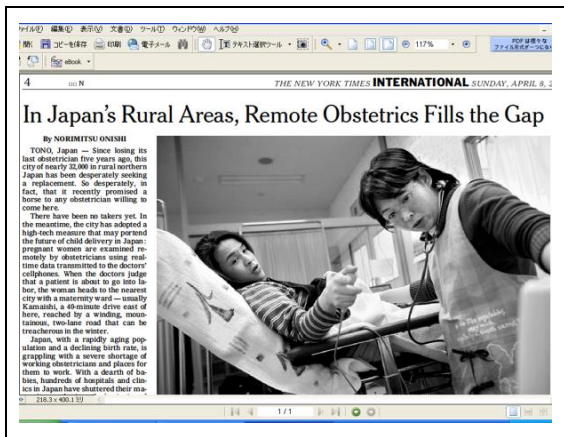 ファイル(F) 編集(E) 表示(V) 文書(D) ツール(T) ウィンドウ(W) ヘルプ(H)
開く コピーを保存 印刷 電子メール テキスト選択ツール 117%
eBook
4 N THE NEW YORK TIMES INTERNATIONAL SUNDAY, APRIL 8,
In Japan's Rural Areas, Remote Obstetrics Fills the Gap
By NORIMITSU ONISHI
TONO, Japan — Since losing its
last obstetrician five years ago, this
city of nearly 32,000 in rural northern
Japan has been desperately seeking
a replacement. So desperately, in
fact, that it recently promised a
horse to any obstetrician willing to
come here.
There have been no takers yet. In
the meantime, the city has adopted a
high-tech measure that may portend
the future of child delivery in Japan:
pregnant women are examined re-
motely by obstetricians using real-
time data transmitted to the doctors'
cellphones. When the doctors judge
that a patient is about to go into la-
bor, the woman heads to the nearest
city with a maternity ward — usually
Kamaishi, a 40-minute drive east of
here, reached by a winding, moun-
tainous, two-lane road that can be
treacherous in the winter.
Japan, with a rapidly aging pop-
ulation and a declining birth rate, is
grappling with a severe shortage of
working obstetricians and places for
them to work. With a dearth of ba-
bies, hundreds of hospitals and clin-
ics in Japan have shuttered their ma-
218.3 x 400.1
1/1